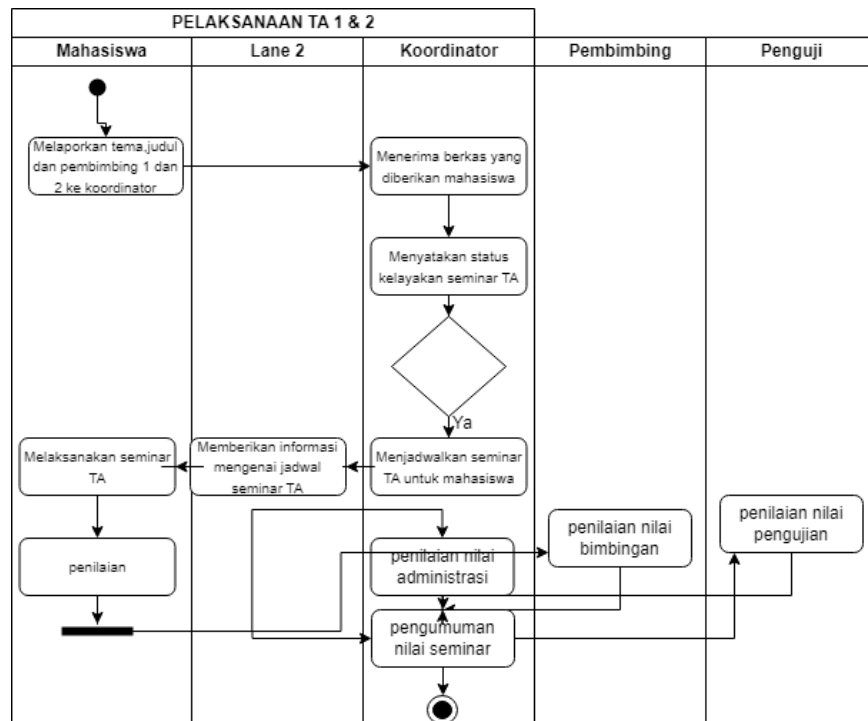 PELAKSANAAN TA 1 & 2
Mahasiswa
Lane 2
Koordinator
Pembimbing
Penguji
Melaporkan tema,judul
dan pembimbing 1 dan
2 ke koordinator
Menerima berkas yang
diberikan mahasiswa
Menyatakan status
kelayakan seminar TA
Ya
Melaksanakan seminar
TA
Memberikan informasi
mengenai jadwal
seminar TA
Menjadwalkan seminar
TA untuk mahasiswa
penilaian
penilaian nilai
administrasi
penilaian nilai
bimbingan
penilaian nilai
pengujian
pengumuman
nilai seminar